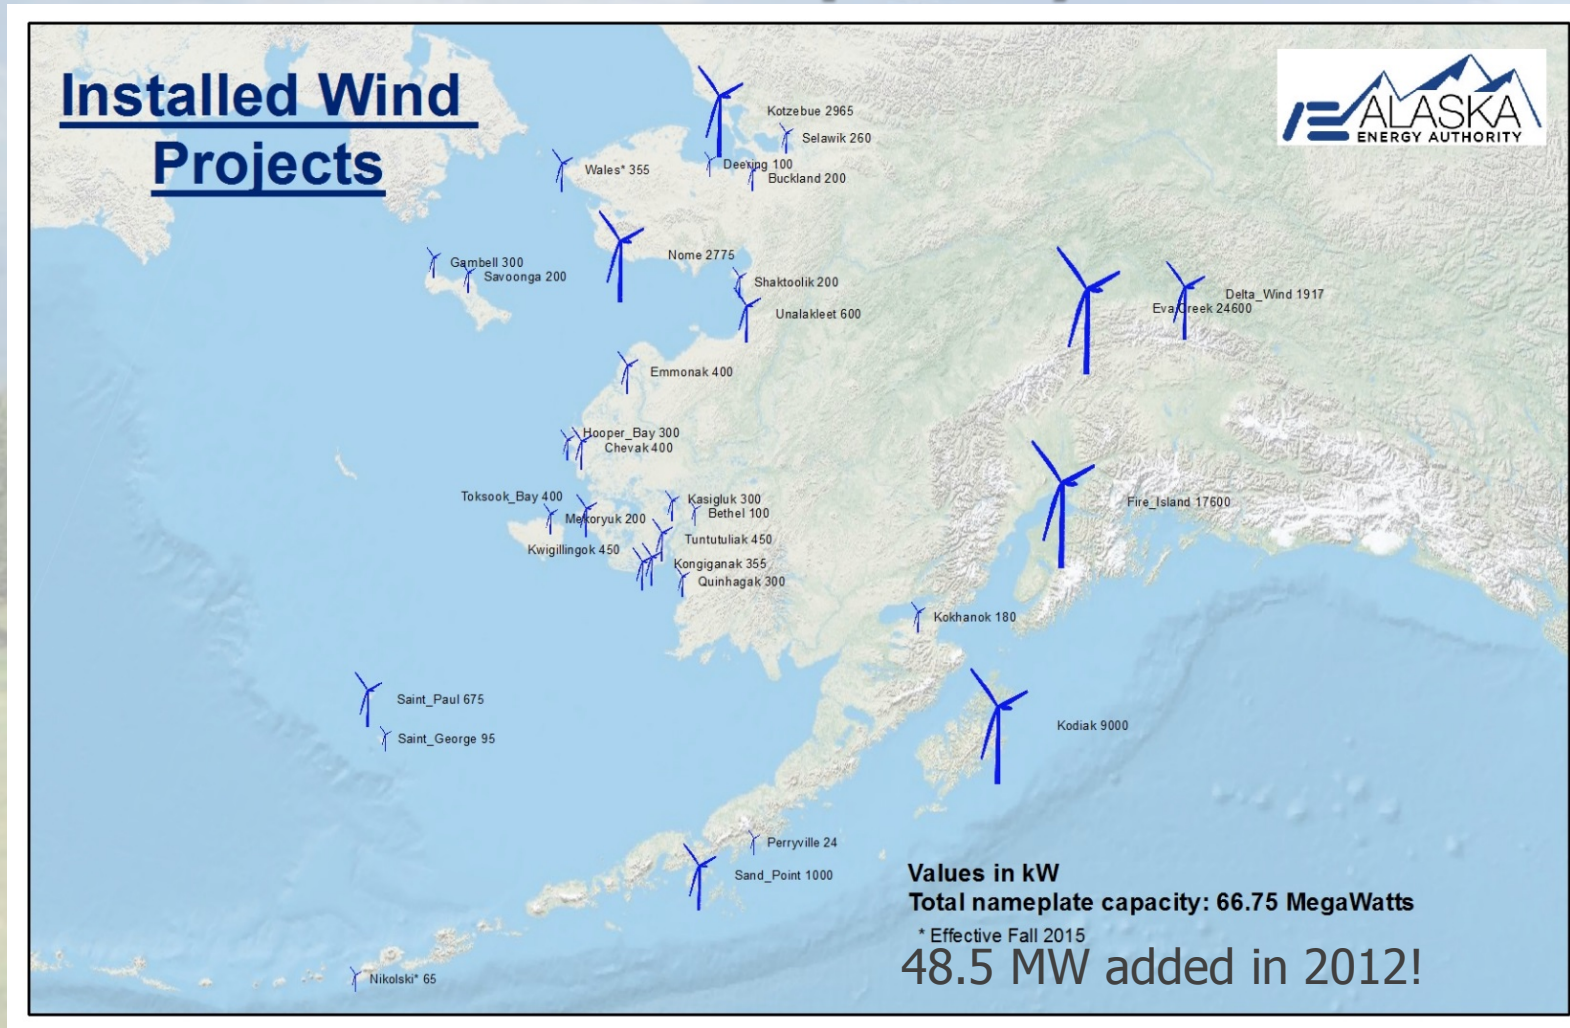 Installed Wind
Projects
ALASKA
ENERGY AUTHORITY
Kotzebue 2965
Selawik 260
Deering 100
Wales* 355
Buckland 200
Nome 2775
Gambell 300
Savoonga 200
Shaktoolik 200
Unalakleet 600
Delta_Wind 1917
Eva Creek 24600
Emmonak 400
Hooper_Bay 300
Chevak 400
Toksook_Bay 400
Kasigluk 300
Mekoryuk 200
Bethel 100
Fire_Island 17600
Tuntutuliak 450
Kwigillingok 450
Kongiganak 355
Quinhagak 300
Kokhanok 180
Saint_Paul 675
Saint_George 95
Kodiak 9000
Perryville 24
Sand_Point 1000
Values in kW
Total nameplate capacity: 66.75 MegaWatts
* Effective Fall 2015
48.5 MW added in 2012!
Nikolski* 65